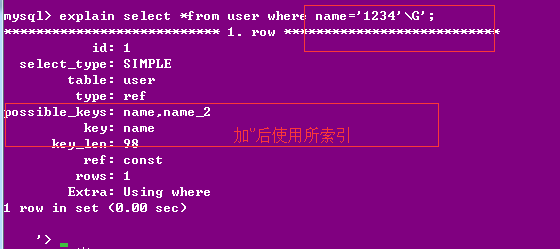 mysql> explain select *from user where name='1234'\G';
*************************** 1. row ***************************
id: 1
select_type: SIMPLE
table: user
type: ref
possible_keys: name,name_2
key: name
加''后使用所索引
key_len: 98
ref: const
rows: 1
Extra: Using where
1 row in set (0.00 sec)
'>